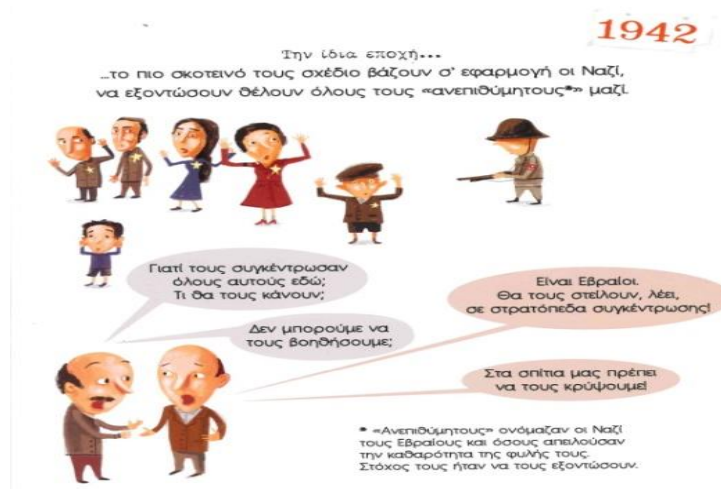 1942
Την ίδια εποχή...
...το πιο σκοτεινό τους σχέδιο βάζουν σ' εφαρμογή οι Ναζί,
να εξοντώσουν θέλουν όλους τους «ανεπιθύμητους*» μαζί.
Γιατί τους συγκέντρωσαν
όλους αυτούς εδώ;
Τι θα τους κάνουν;
Είναι Εβραίοι.
Θα τους στείλουν, λέει,
σε στρατόπεδα συγκέντρωσης!
Δεν μπορούμε να
τους βοηθήσουμε;
Στα σπίτια μας πρέπει
να τους κρύψουμε!
* «Ανεπιθύμητους» ονόμαζαν οι Ναζί
τους Εβραίους και όσους απειλούσαν
την καθαρότητα της φυλής τους.
Στόχος τους ήταν να τους εξοντώσουν.